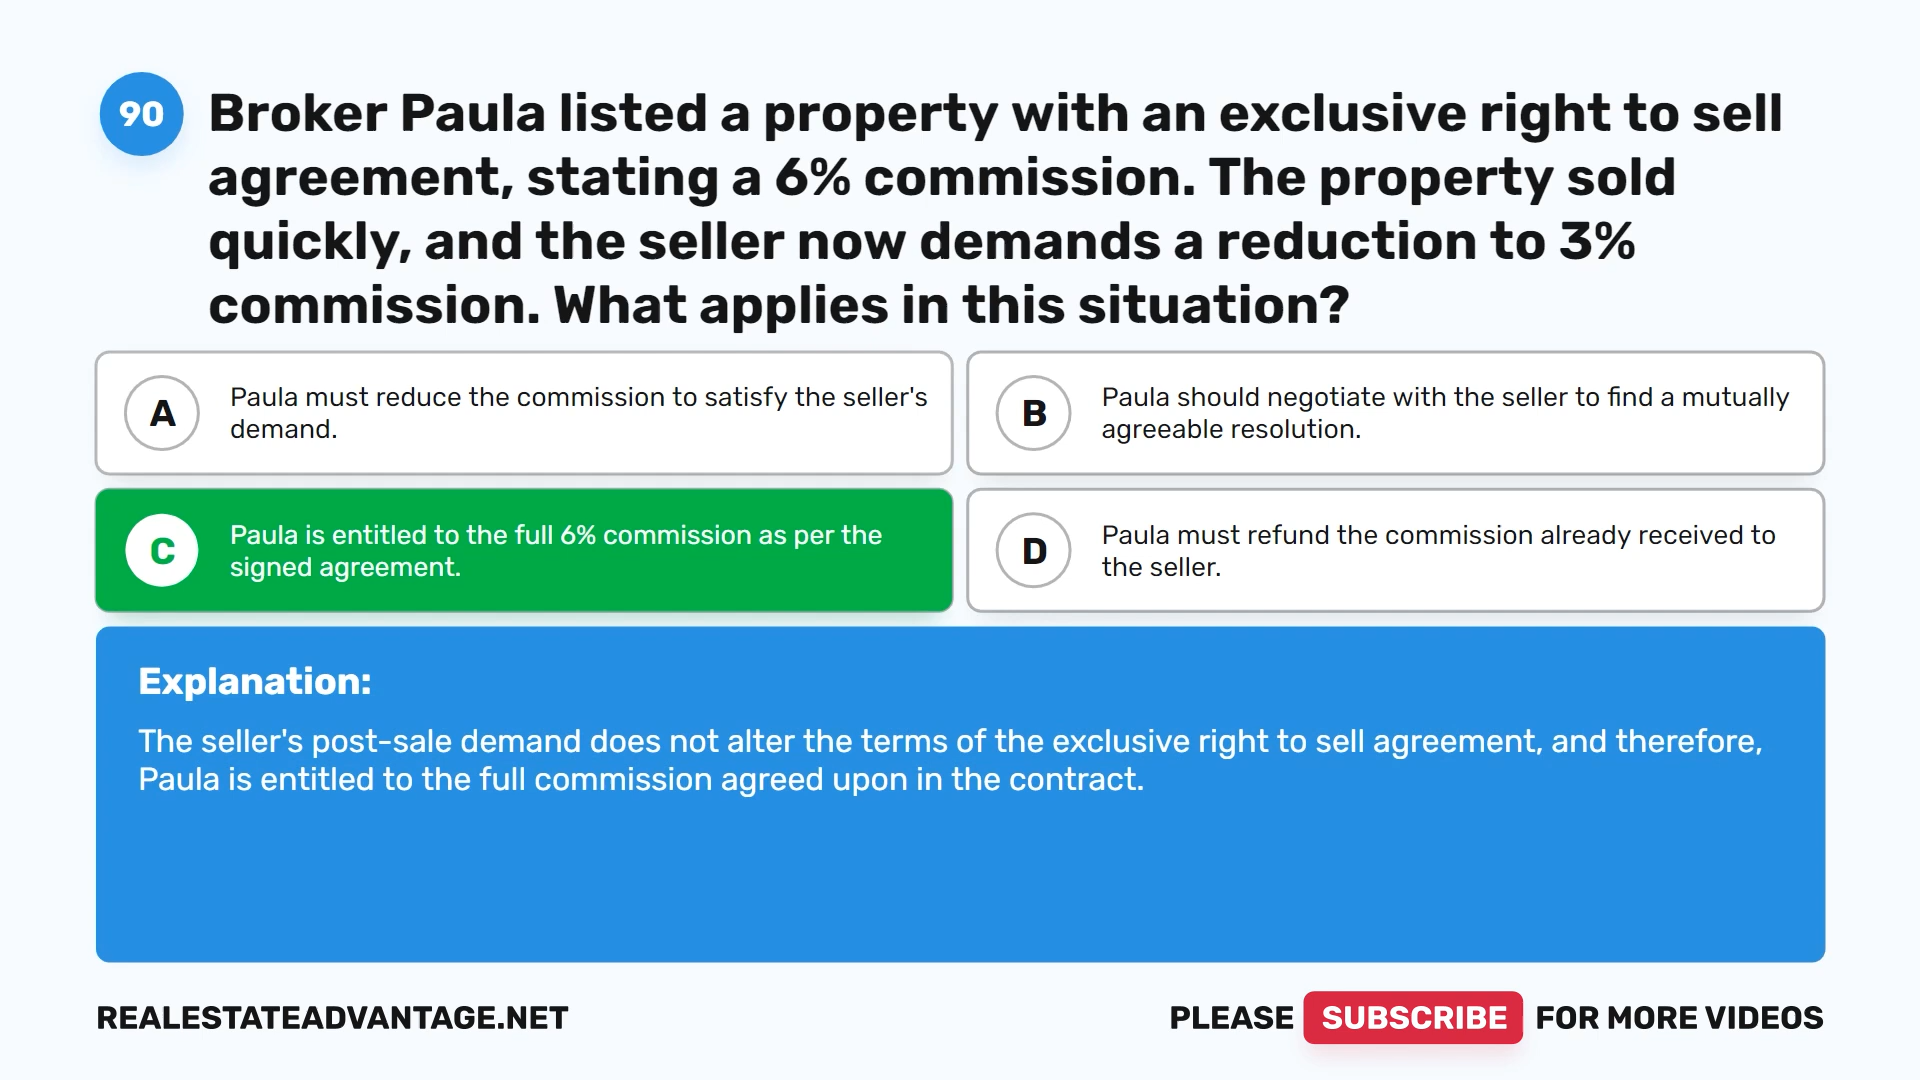 90
Broker Paula listed a property with an exclusive right to sell
agreement, stating a 6% commission. The property sold
quickly, and the seller now demands a reduction to 3%
commission. What applies in this situation?
A
Paula must reduce the commission to satisfy the seller's
demand.
B
Paula should negotiate with the seller to find a mutually
agreeable resolution.
C
Paula is entitled to the full 6% commission as per the
signed agreement.
D
Paula must refund the commission already received to
the seller.
Explanation:
The seller's post-sale demand does not alter the terms of the exclusive right to sell agreement, and therefore,
Paula is entitled to the full commission agreed upon in the contract.
REALESTATEADVANTAGE.NET
PLEASE SUBSCRIBE FOR MORE VIDEOS